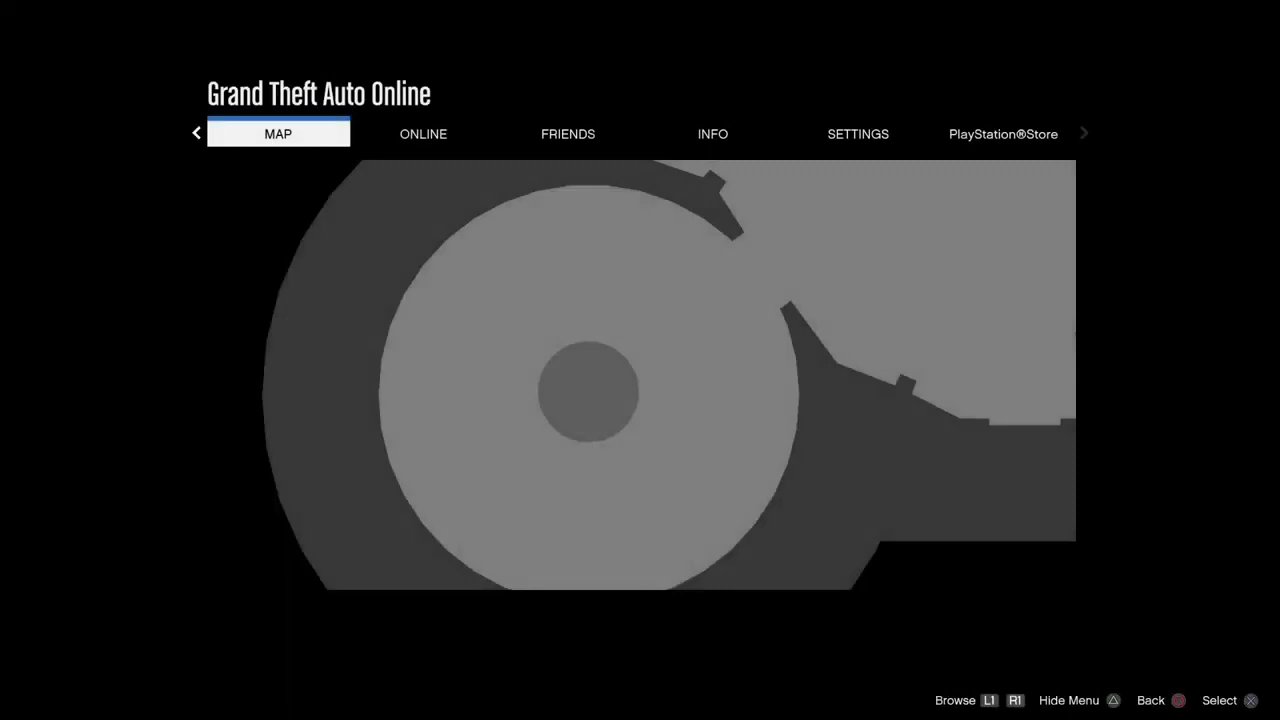 Grand Theft Auto Online
MAP ONLINE FRIENDS INFO SETTINGS PlayStation®Store
Browse L1 R1 Hide Menu Back Select